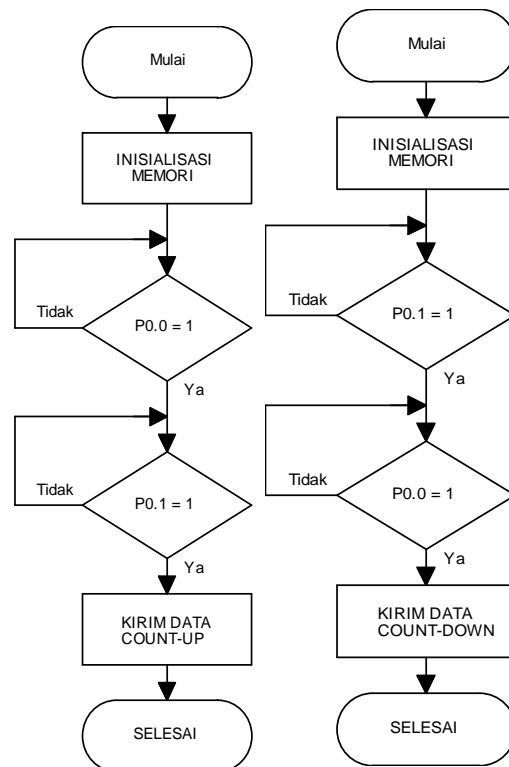 Mulai
INISIALISASI
MEMORI
Tidak
P0.0 = 1
Ya
Tidak
P0.1 = 1
Ya
KIRIM DATA
COUNT-UP
SELESAI
Mulai
INISIALISASI
MEMORI
Tidak
P0.1 = 1
Ya
Tidak
P0.0 = 1
Ya
KIRIM DATA
COUNT-DOWN
SELESAI